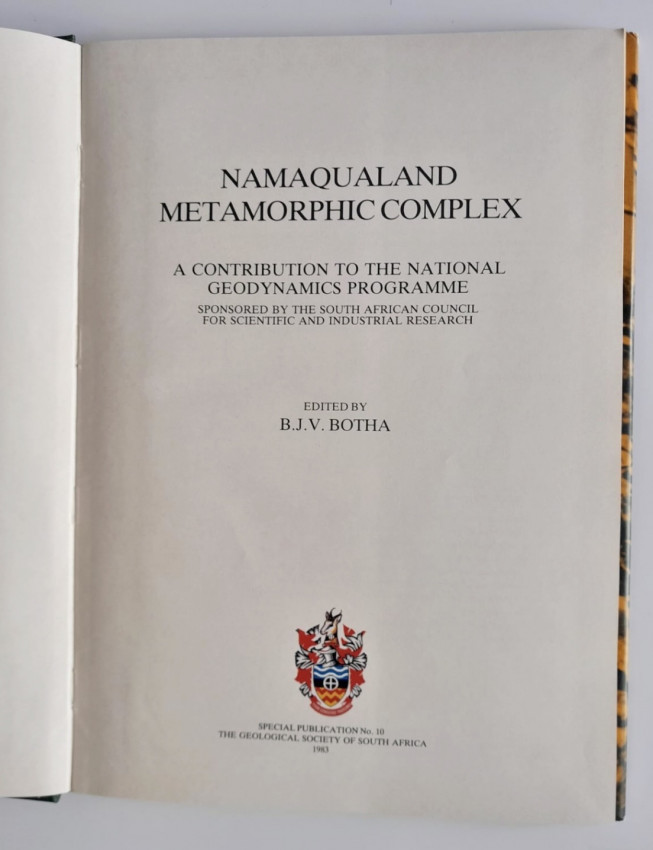 NAMAQUALAND
METAMORPHIC COMPLEX
A CONTRIBUTION TO THE NATIONAL
GEODYNAMICS PROGRAMME
SPONSORED BY THE SOUTH AFRICAN COUNCIL
FOR SCIENTIFIC AND INDUSTRIAL RESEARCH
EDITED BY
B.J.V. BOTHA
SPECIAL PUBLICATION No. 10
THE GEOLOGICAL SOCIETY OF SOUTH AFRICA
1983